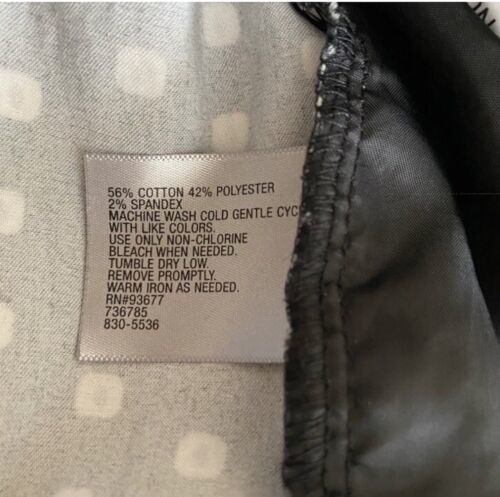 56% COTTON 42% POLYESTER
2% SPANDEX
MACHINE WASH COLD GENTLE CYC
WITH LIKE COLORS.
USE ONLY NON-CHLORINE
BLEACH WHEN NEEDED.
TUMBLE DRY LOW.
REMOVE PROMPTLY.
WARM IRON AS NEEDED.
RN#93677
736785
830-5536